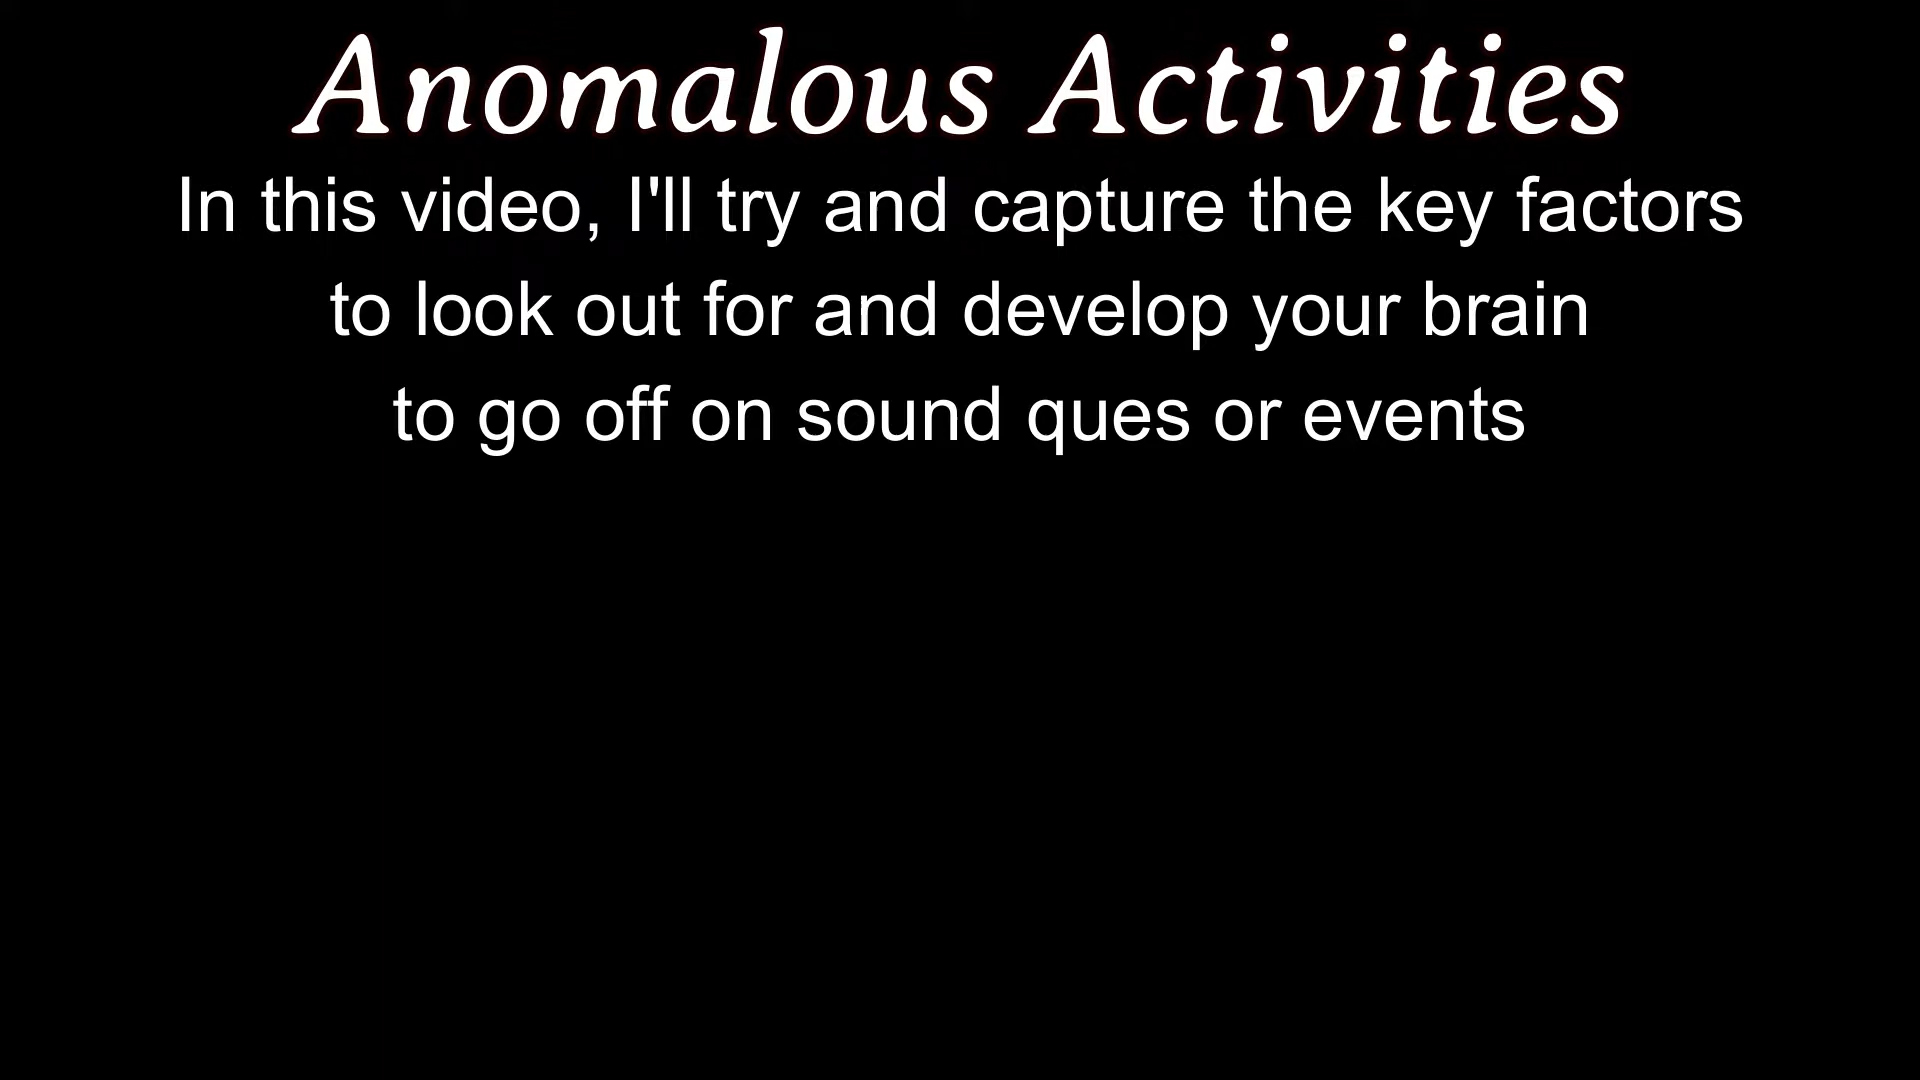 Anomalous Activities
In this video, I'll try and capture the key factors
to look out for and develop your brain
to go off on sound ques or events